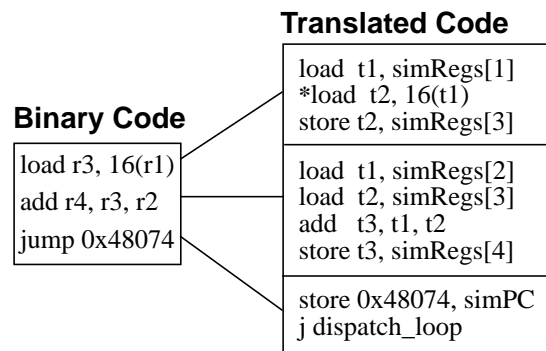 Translated Code
load t1, simRegs[1]
*load t2, 16(t1)
store t2, simRegs[3]
Binary Code
load r3, 16(r1)
add r4, r3, r2
jump 0x48074
load t1, simRegs[2]
load t2, simRegs[3]
add t3, t1, t2
store t3, simRegs[4]
store 0x48074, simPC
j dispatch_loop